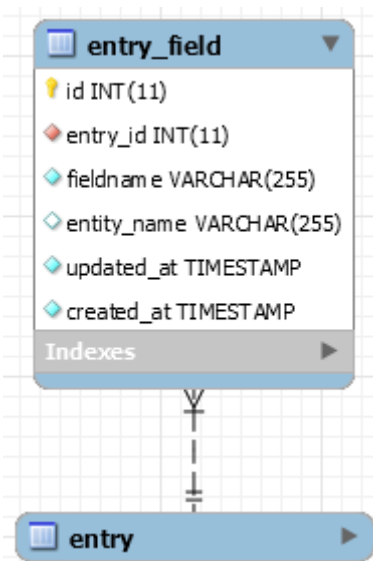 entry_field
id INT(11)
entry_id INT(11)
fieldname VARCHAR(255)
entity_name VARCHAR(255)
updated_at TIMESTAMP
created_at TIMESTAMP
Indexes
entry